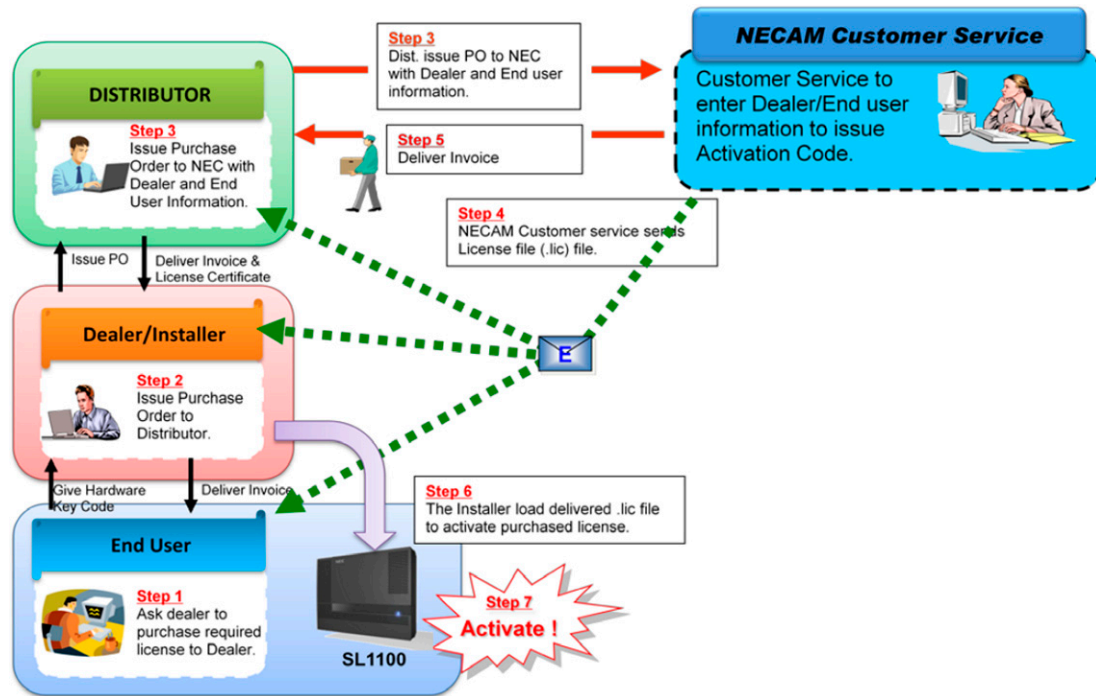 Step 3
Dist. issue PO to NEC
with Dealer and End user
information.
NECAM Customer Service
Customer Service to
enter Dealer/End user
information to issue
Activation Code.
DISTRIBUTOR
Step 3
Issue Purchase
Order to NEC with
Dealer and End
User Information.
Step 5
Deliver Invoice
Step 4
NECAM Customer service sends
License file (.lic) file.
Issue PO
Deliver Invoice &
License Certificate
Dealer/Installer
Step 2
Issue Purchase
Order to
Distributor.
E
Give Hardware
Key Code
Deliver Invoice
Step 6
The Installer load delivered .lic file
to activate purchased license.
End User
Step 1
Ask dealer to
purchase required
license to Dealer.
SL1100
Step 7
Activate !